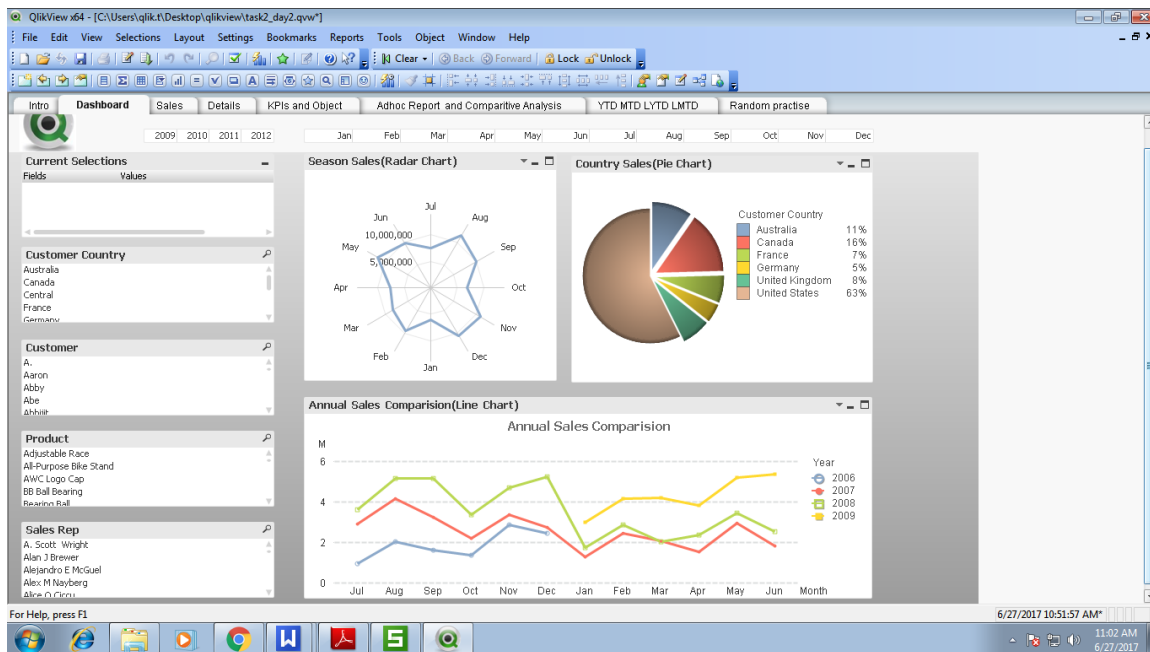 QlikView x64 - [C:\Users\qlik.t\Desktop\qlikview\task2_day2.qvw*]
File Edit View Selections Layout Settings Bookmarks Reports Tools Object Window Help
Clear Back Forward Lock Unlock
Intro Dashboard Sales Details KPIs and Object Adhoc Report and Comparitive Analysis YTD MTD LYTD LMTD Random practise
2009 2010 2011 2012 Jan Feb Mar Apr May Jun Jul Aug Sep Oct Nov Dec
Current Selections
Fields Values
Customer Country
Australia
Canada
Central
France
Germany
Customer
A.
Aaron
Abby
Abe
Abhijit
Product
Adjustable Race
All-Purpose Bike Stand
AWC Logo Cap
BB Ball Bearing
Bearing Ball
Sales Rep
A. Scott Wright
Alan J Brewer
Alejandro E McGuel
Alex M Nayberg
Alice O Ciccu
Season Sales(Radar Chart)
Jul
Jun Aug
10,000,000
May Sep
5,000,000
Apr Oct
Mar Nov
Feb Dec
Jan
Country Sales(Pie Chart)
Customer Country
Australia 11%
Canada 16%
France 7%
Germany 5%
United Kingdom 8%
United States 63%
Annual Sales Comparision(Line Chart)
Annual Sales Comparision
M
6
4
2
0
Jul Aug Sep Oct Nov Dec Jan Feb Mar Apr May Jun Month
Year
2006
2007
2008
2009
For Help, press F1
6/27/2017 10:51:57 AM*
11:02 AM
6/27/2017